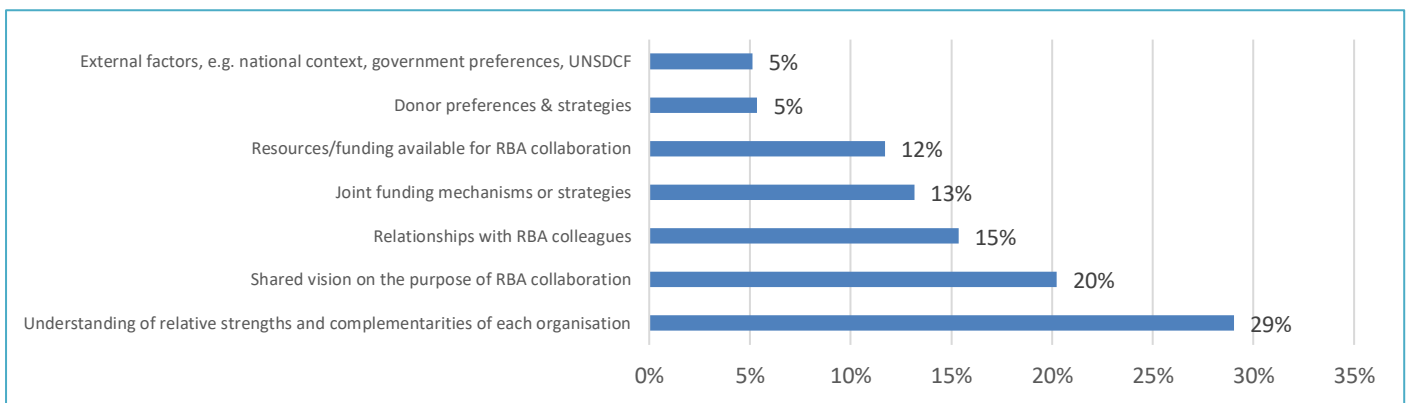 External factors, e.g. national context, government preferences, UNSDCF 5%
Donor preferences & strategies 5%
Resources/funding available for RBA collaboration 12%
Joint funding mechanisms or strategies 13%
Relationships with RBA colleagues 15%
Shared vision on the purpose of RBA collaboration 20%
Understanding of relative strengths and complementarities of each organisation 29%
0% 5% 10% 15% 20% 25% 30% 35%